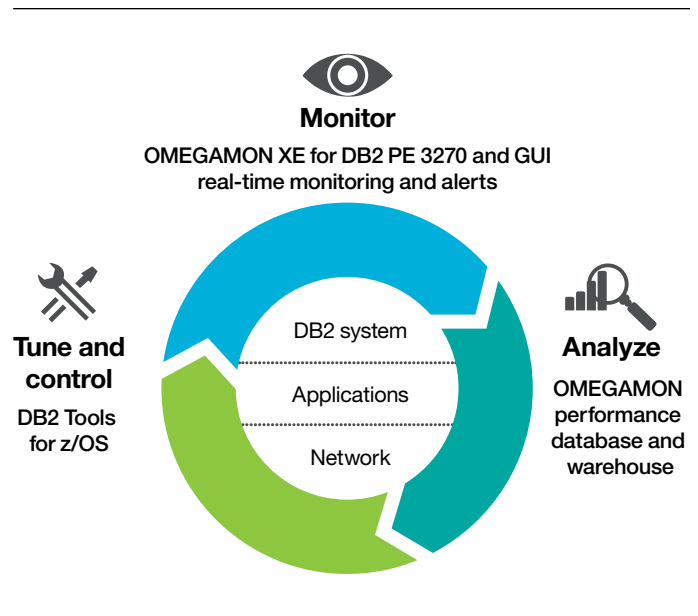 Monitor
OMEGAMON XE for DB2 PE 3270 and GUI
real-time monitoring and alerts
Tune and
control
DB2 Tools
for z/OS
DB2 system
Applications
Network
Analyze
OMEGAMON
performance
database and
warehouse